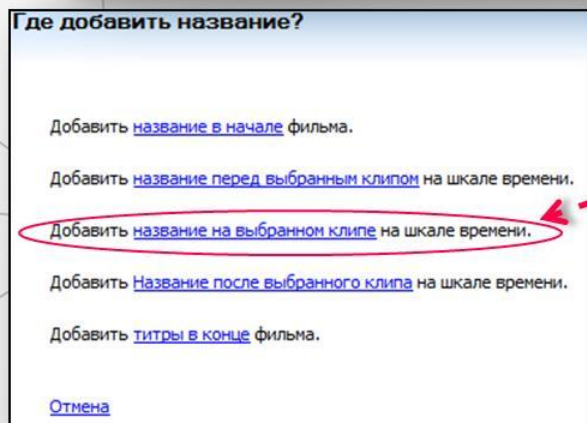 Где добавить название?
Добавить название в начале фильма.
Добавить название перед выбранным клипом на шкале времени.
Добавить название на выбранном клипе на шкале времени.
Добавить Название после выбранного клипа на шкале времени.
Добавить титры в конце фильма.
Отмена